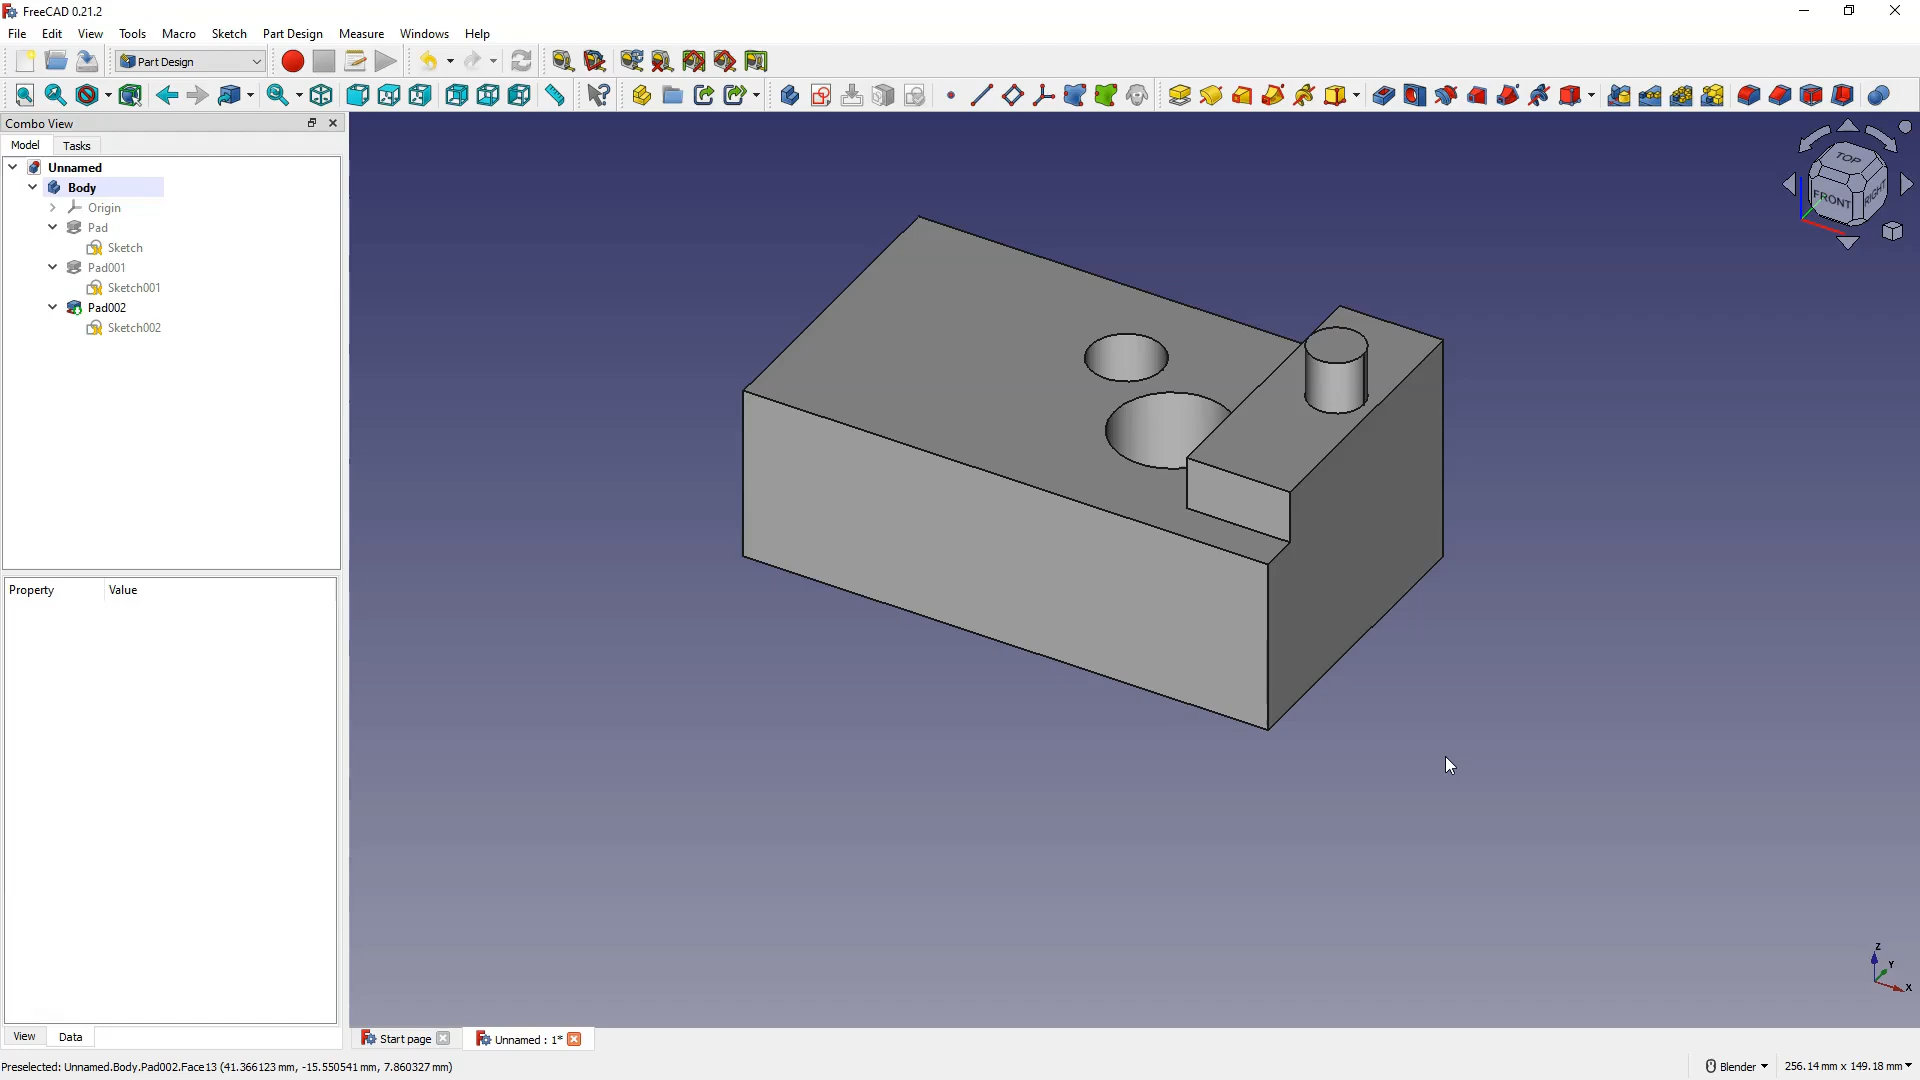 FreeCAD 0.21.2
File Edit View Tools Macro Sketch Part Design Measure Windows Help
Part Design
Combo View
Model Tasks
Unnamed
Body
Origin
Pad
Sketch
Pad001
Sketch001
Pad002
Sketch002
TOP
FRONT
RIGHT
Property Value
Z
Y
X
View Data
Start page
Unnamed : 1*
Preselected: Unnamed.Body.Pad002.Face13 (41.366123 mm, -15.550541 mm, 7.860327 mm)
Blender
256.14 mm x 149.18 mm